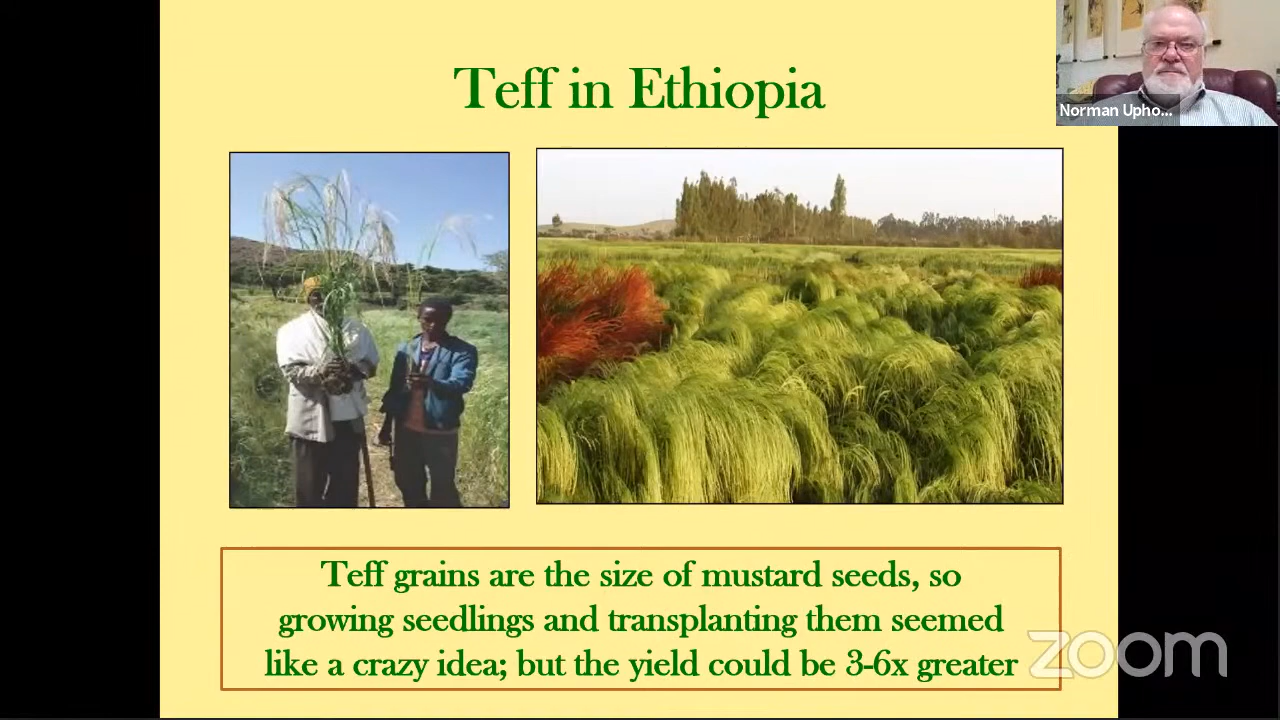 Teff in Ethiopia
Norman Upho...
Teff grains are the size of mustard seeds, so
growing seedlings and transplanting them seemed
like a crazy idea; but the yield could be 3-6x greater
zoom